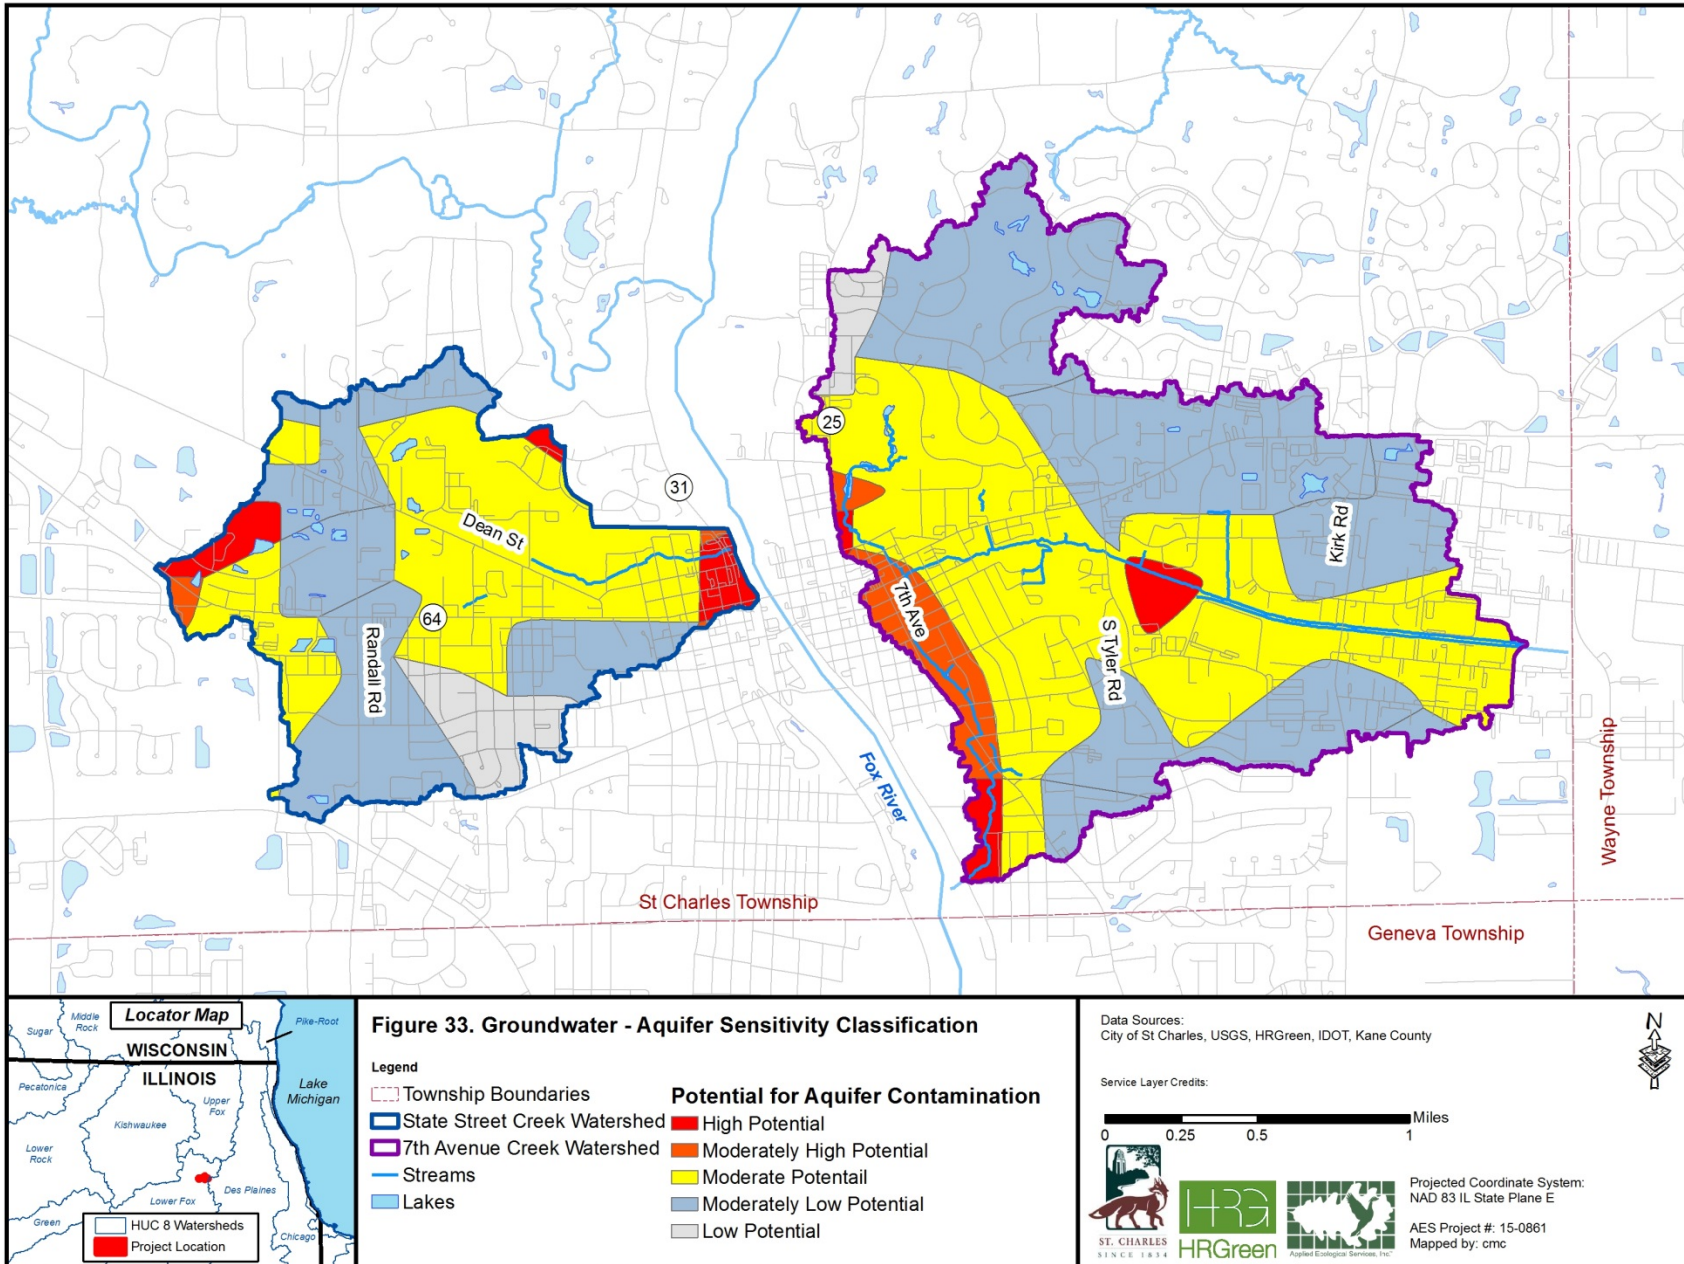 25
31
Dean St
Kirk Rd
7th Ave
64
S Tyler Rd
Randall Rd
Fox River
Wayne Township
St Charles Township
Geneva Township
Locator Map
Sugar
Middle
Rock
Pike-Root
WISCONSIN
ILLINOIS
Pecatonica
Lake
Michigan
Upper
Fox
Kishwaukee
Lower
Rock
Lower Fox
Des Plaines
Green
Chicago
HUC 8 Watersheds
Project Location
Figure 33. Groundwater - Aquifer Sensitivity Classification
Legend
Township Boundaries
State Street Creek Watershed
7th Avenue Creek Watershed
Streams
Lakes
Potential for Aquifer Contamination
High Potential
Moderately High Potential
Moderate Potentail
Moderately Low Potential
Low Potential
Data Sources:
City of St Charles, USGS, HRGreen, IDOT, Kane County
N
Service Layer Credits:
Miles
0 0.25 0.5 1
ST. CHARLES
SINCE 1834
HRG
HRGreen
Applied Ecological Services, Inc.
Projected Coordinate System:
NAD 83 IL State Plane E
AES Project #: 15-0861
Mapped by: cmc